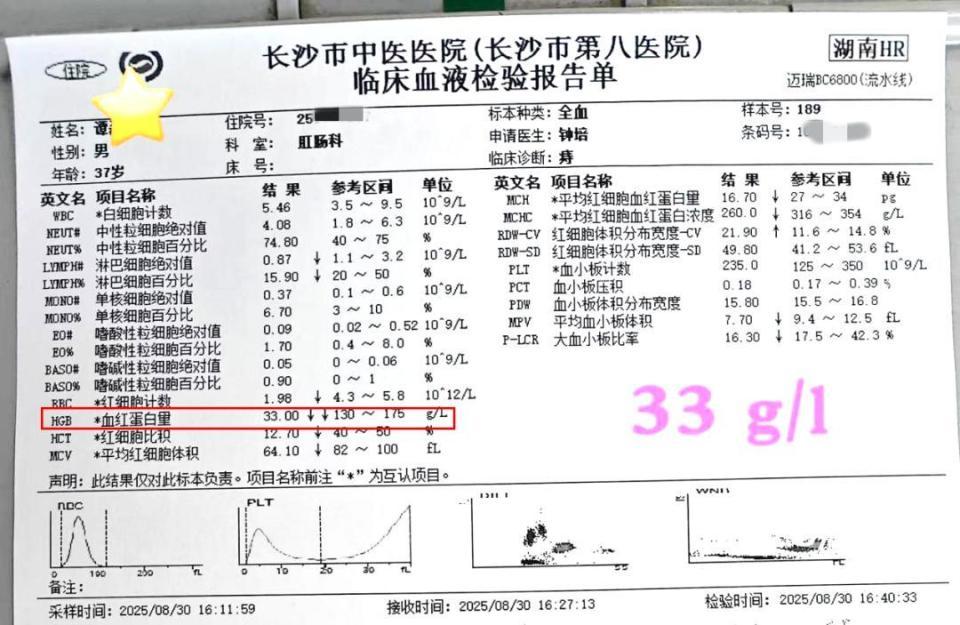 长沙市中医医院(长沙市第八医院)
湖南HR
住院
临床血液检验报告单
迈瑞BC6800(流水线)
姓名: 谭
住院号: 25
标本种类: 全血
样本号: 189
性别: 男
科 室: 肛肠科
申请医生: 钟培
条码号: 1
年龄: 37岁
床 号:
临床诊断: 痔
英文名 项目名称 结 果 参考区间 单位
WBC *白细胞计数 5.46 3.5 ~ 9.5 10^9/L
NEUT# 中性粒细胞绝对值 4.08 1.8 ~ 6.3 10^9/L
NEUT% 中性粒细胞百分比 74.80 40 ~ 75 %
LYMPH# 淋巴细胞绝对值 0.87 ↓ 1.1 ~ 3.2 10^9/L
LYMPH% 淋巴细胞百分比 15.90 ↓ 20 ~ 50 %
MONO# 单核细胞绝对值 0.37 0.1 ~ 0.6 10^9/L
MONO% 单核细胞百分比 6.70 3 ~ 10 %
EO# 嗜酸性粒细胞绝对值 0.09 0.02 ~ 0.52 10^9/L
EO% 嗜酸性粒细胞百分比 1.70 0.4 ~ 8.0 %
BASO# 嗜碱性粒细胞绝对值 0.05 0 ~ 0.06 10^9/L
BASO% 嗜碱性粒细胞百分比 0.90 0 ~ 1 %
RBC *红细胞计数 1.98 ↓ 4.3 ~ 5.8 10^12/L
HGB *血红蛋白量 33.00 ↓↓ 130 ~ 175 g/L
HCT *红细胞比积 12.70 ↓ 40 ~ 50 %
MCV *平均红细胞体积 64.10 ↓ 82 ~ 100 fL
英文名 项目名称 结 果 参考区间 单位
MCH *平均红细胞血红蛋白量 16.70 ↓ 27 ~ 34 pg
MCHC *平均红细胞血红蛋白浓度 260.0 ↓ 316 ~ 354 g/L
RDW-CV 红细胞体积分布宽度-CV 21.90 ↑ 11.6 ~ 14.8 %
RDW-SD 红细胞体积分布宽度-SD 49.80 41.2 ~ 53.6 fL
PLT *血小板计数 235.0 125 ~ 350 10^9/L
PCT 血小板压积 0.18 0.17 ~ 0.39 %
PDW 血小板体积分布宽度 15.80 15.5 ~ 16.8
MPV 平均血小板体积 7.70 ↓ 9.4 ~ 12.5 fL
P-LCR 大血小板比率 16.30 ↓ 17.5 ~ 42.3 %
33 g/l
声明: 此结果仅对此标本负责。项目名称前注“*”为互认项目。
RBC
PLT
0 100 200 fL
0 10 20 30 fL
备注:
采样时间: 2025/08/30 16:11:59
接收时间: 2025/08/30 16:27:13
检验时间: 2025/08/30 16:40:33